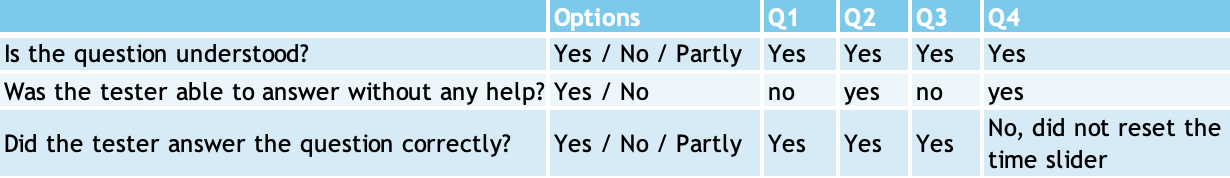 Options Q1 Q2 Q3 Q4
Is the question understood? Yes / No / Partly Yes Yes Yes Yes
Was the tester able to answer without any help? Yes / No no yes no yes
Did the tester answer the question correctly? Yes / No / Partly Yes Yes Yes No, did not reset the
time slider